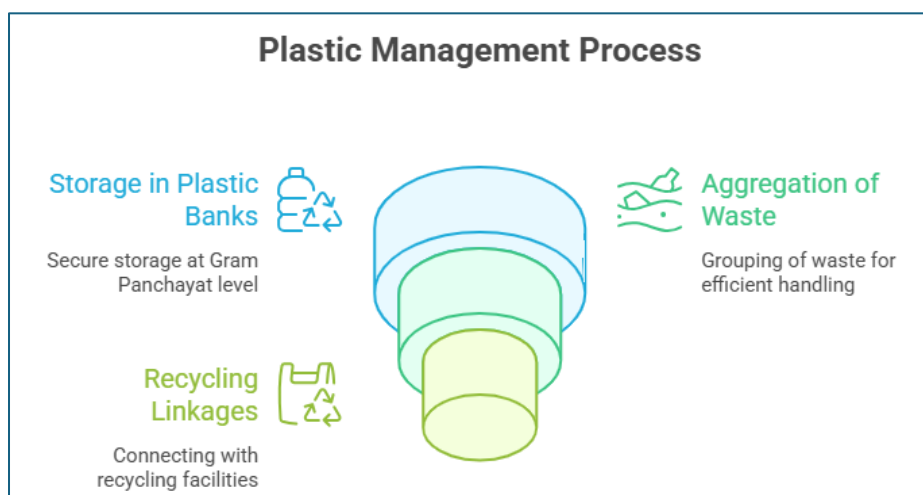 Plastic Management Process
Storage in Plastic
Banks
Secure storage at Gram
Panchayat level
Aggregation of
Waste
Grouping of waste for
efficient handling
Recycling
Linkages
Connecting with
recycling facilities